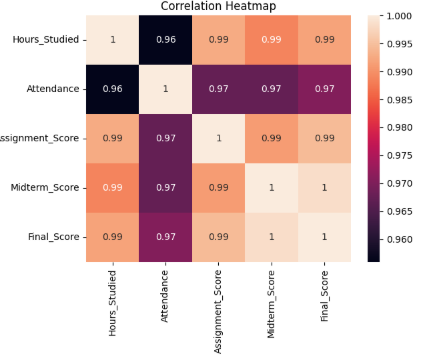 Correlation Heatmap
Hours_Studied 1 0.96 0.99 0.99 0.99
Attendance 0.96 1 0.97 0.97 0.97
ssignment_Score 0.99 0.97 1 0.99 0.99
Midterm_Score 0.99 0.97 0.99 1 1
Final_Score 0.99 0.97 0.99 1 1
Hours_Studied
Attendance
Assignment_Score
Midterm_Score
Final_Score
1.000
0.995
0.990
0.985
0.980
0.975
0.970
0.965
0.960